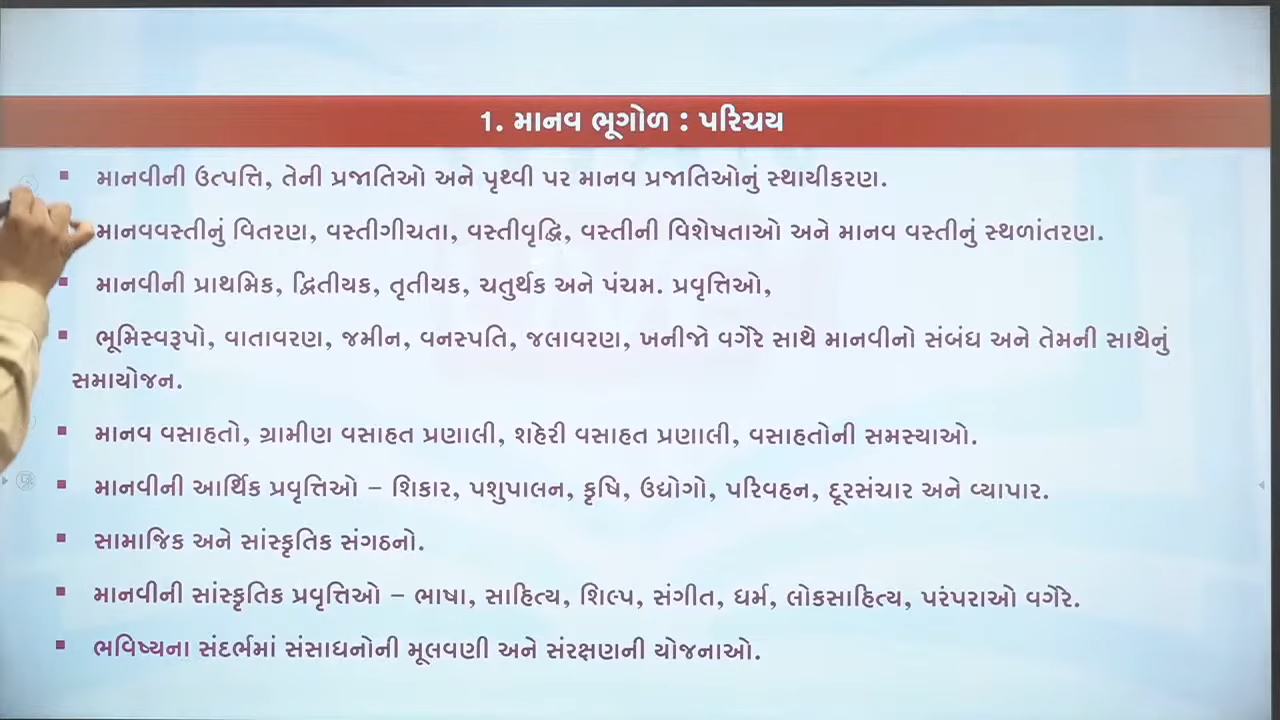 1. માનવ ભૂગોળ : પરિચય
માનવીની ઉત્પત્તિ, તેની પ્રજાતિઓ અને પૃથ્વી પર માનવ પ્રજાતિઓનું સ્થાયીકરણ.
માનવવસ્તીનું વિતરણ, વસ્તીગીચતા, વસ્તીવૃદ્ધિ, વસ્તીની વિશેષતાઓ અને માનવ વસ્તીનું સ્થળાંતરણ.
માનવીની પ્રાથમિક, દ્વિતીયક, તૃતીયક, ચતુર્થક અને પંચમ. પ્રવૃત્તિઓ,
ભૂમિસ્વરૂપો, વાતાવરણ, જમીન, વનસ્પતિ, જલાવરણ, ખનીજો વગેરે સાથે માનવીનો સંબંધ અને તેમની સાથેનું
સમાયોજન.
માનવ વસાહતો, ગ્રામીણ વસાહત પ્રણાલી, શહેરી વસાહત પ્રણાલી, વસાહતોની સમસ્યાઓ.
માનવીની આર્થિક પ્રવૃત્તિઓ – શિકાર, પશુપાલન, કૃષિ, ઉદ્યોગો, પરિવહન, દૂરસંચાર અને વ્યાપાર.
સામાજિક અને સાંસ્કૃતિક સંગઠનો.
માનવીની સાંસ્કૃતિક પ્રવૃત્તિઓ – ભાષા, સાહિત્ય, શિલ્પ, સંગીત, ધર્મ, લોકસાહિત્ય, પરંપરાઓ વગેરે.
ભવિષ્યના સંદર્ભમાં સંસાધનોની મૂલવણી અને સંરક્ષણની યોજનાઓ.